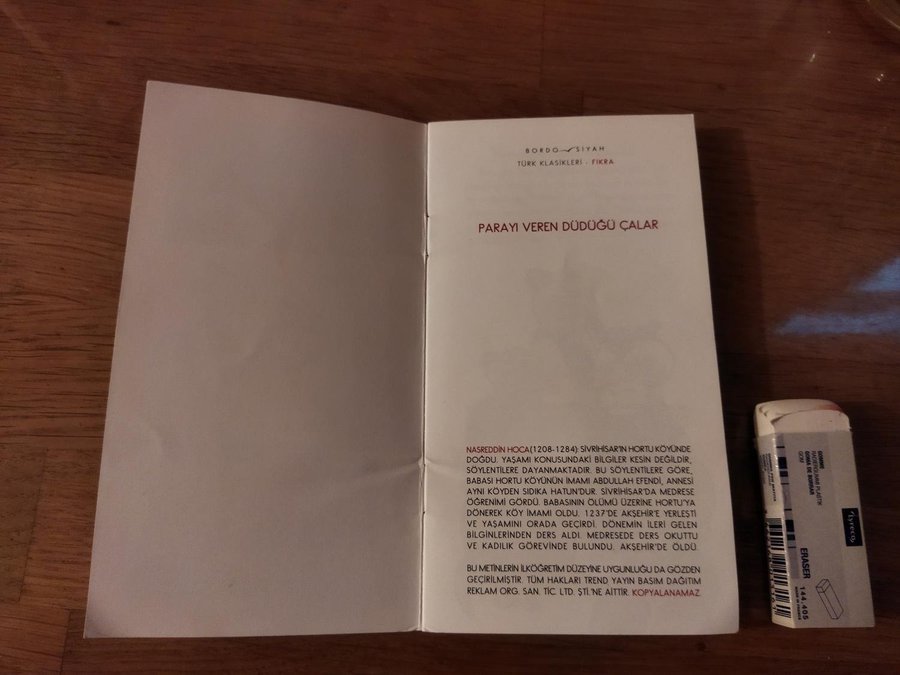 BORDO SİYAH
TÜRK KLASİKLERİ - FIKRA
PARAYI VEREN DÜDÜĞÜ ÇALAR
NASREDDİN HOCA(1208-1284) SİVRİHİSAR'IN HORTU KÖYÜNDE
DOĞDU. YAŞAMI KONUSUNDAKİ BİLGİLER KESİN DEĞİLDİR,
SÖYLENTİLERE DAYANMAKTADIR. BU SÖYLENTİLERE GÖRE,
BABASI HORTU KÖYÜNÜN İMAMI ABDULLAH EFENDİ, ANNESİ
AYNI KÖYDEN SIDIKA HATUN'DUR. SİVRİHİSAR'DA MEDRESE
ÖĞRENİMİ GÖRDÜ. BABASININ ÖLÜMÜ ÜZERİNE HORTU'YA
DÖNEREK KÖY İMAMI OLDU. 1237'DE AKŞEHİR'E YERLEŞTİ
VE YAŞAMINI ORADA GEÇİRDİ. DÖNEMİN İLERİ GELEN
BİLGİNLERİNDEN DERS ALDI. MEDRESEDE DERS OKUTTU
VE KADILIK GÖREVİNDE BULUNDU. AKŞEHİR'DE ÖLDÜ.
BU METİNLERİN İLKÖĞRETİM DÜZEYİNE UYGUNLUĞU DA GÖZDEN
GEÇİRİLMİŞTİR. TÜM HAKLARI TREND YAYIN BASIM DAĞITIM
REKLAM ORG. SAN. TİC. LTD. ŞTİ.'NE AİTTİR. KOPYALANAMAZ
GOMME
GOMA DE BORRAR
ERASER
144.405